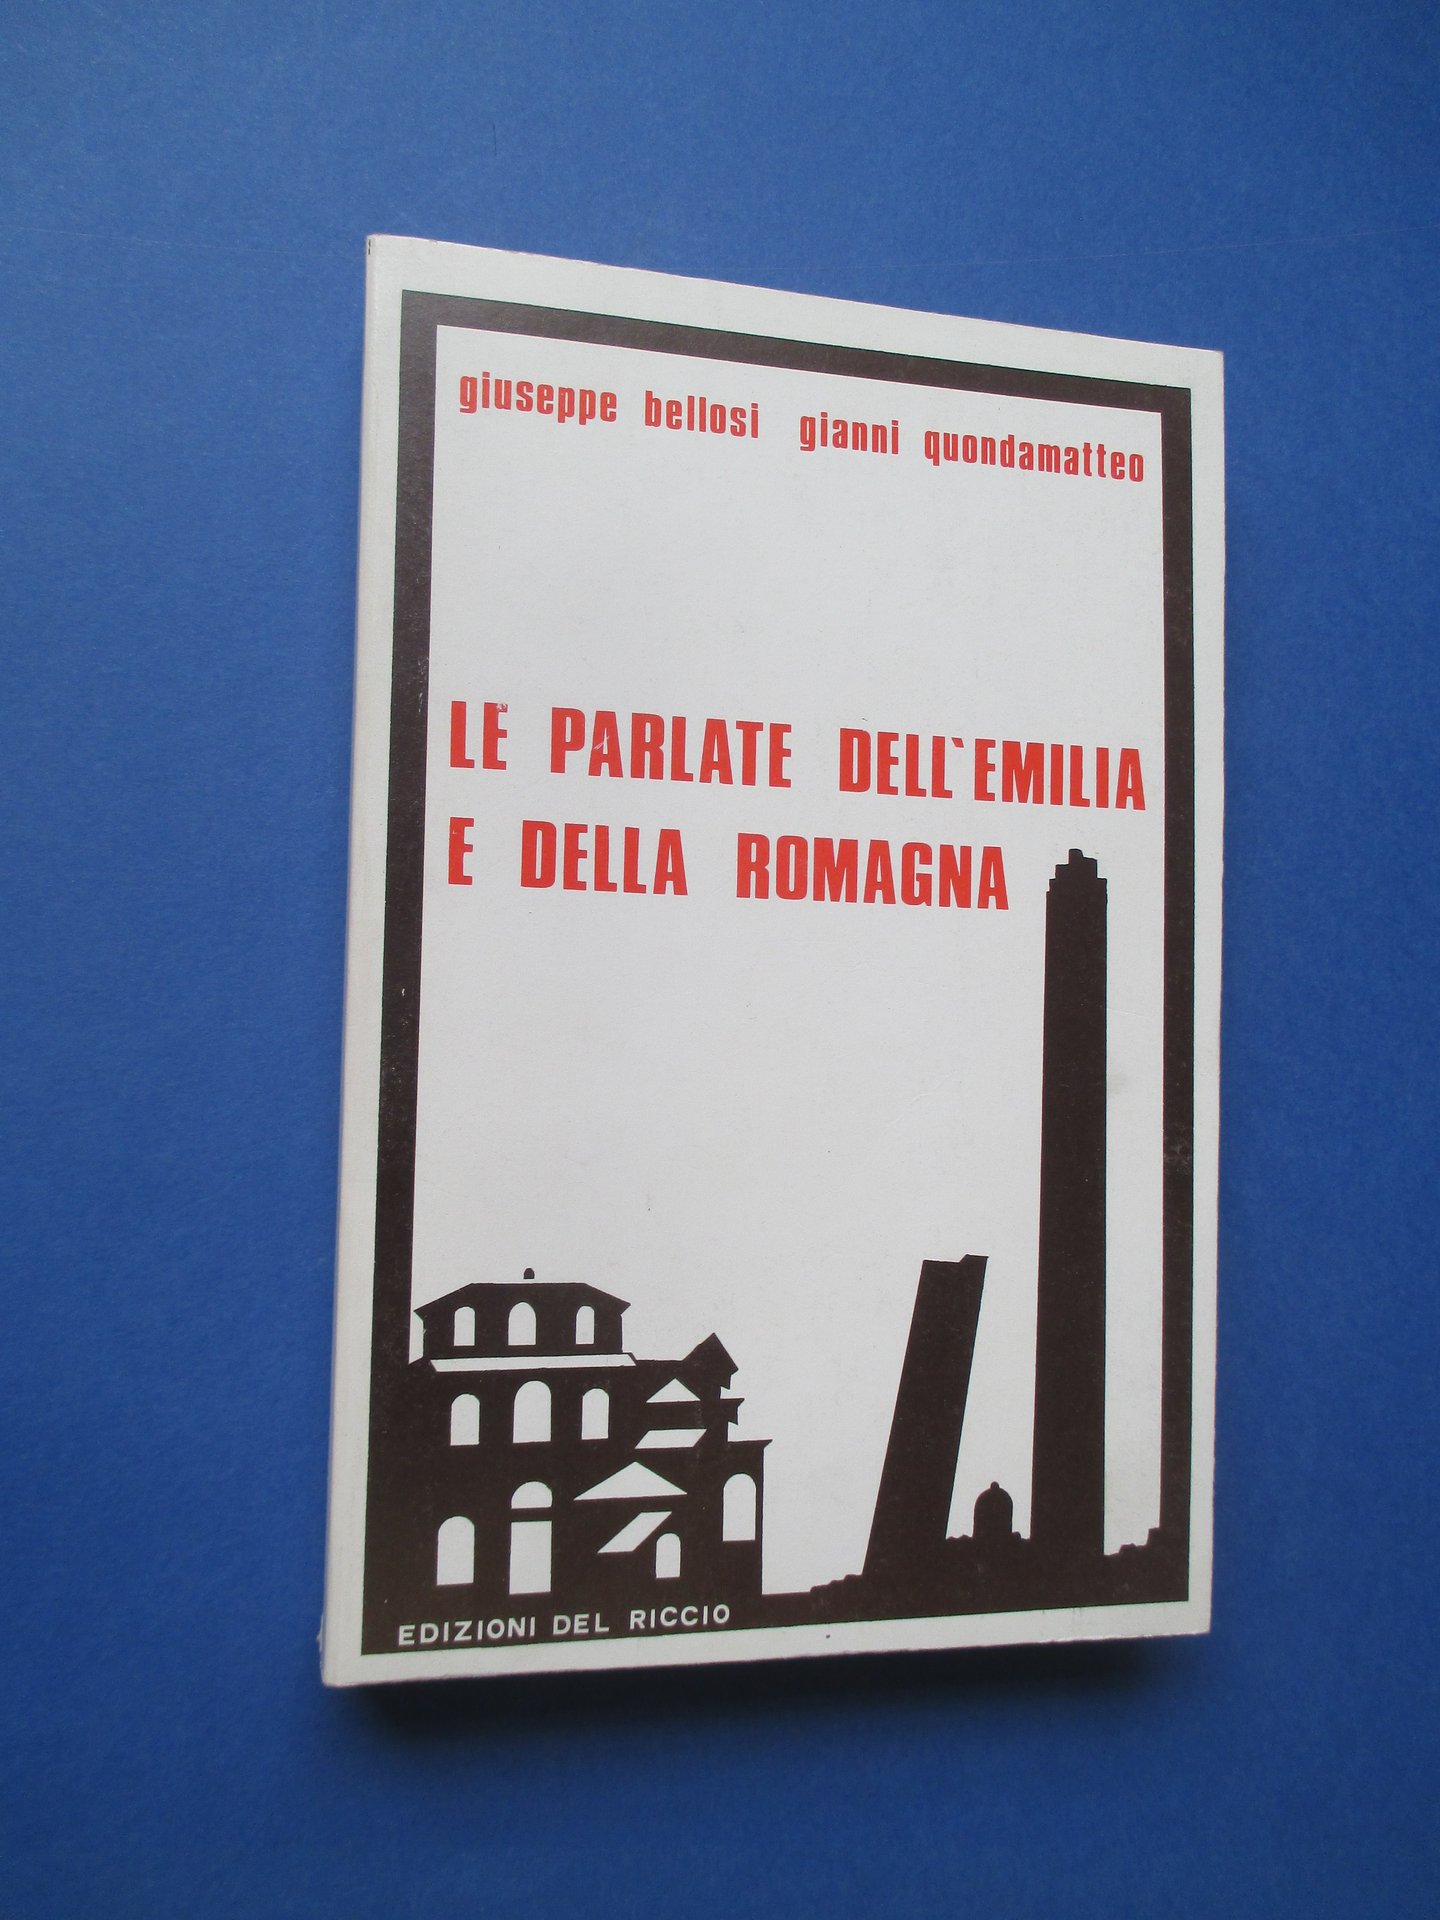 giuseppe bellosi gianni quondamatteo
LE PARLATE DELL'EMILIA
E DELLA ROMAGNA
EDIZIONI DEL RICCIO